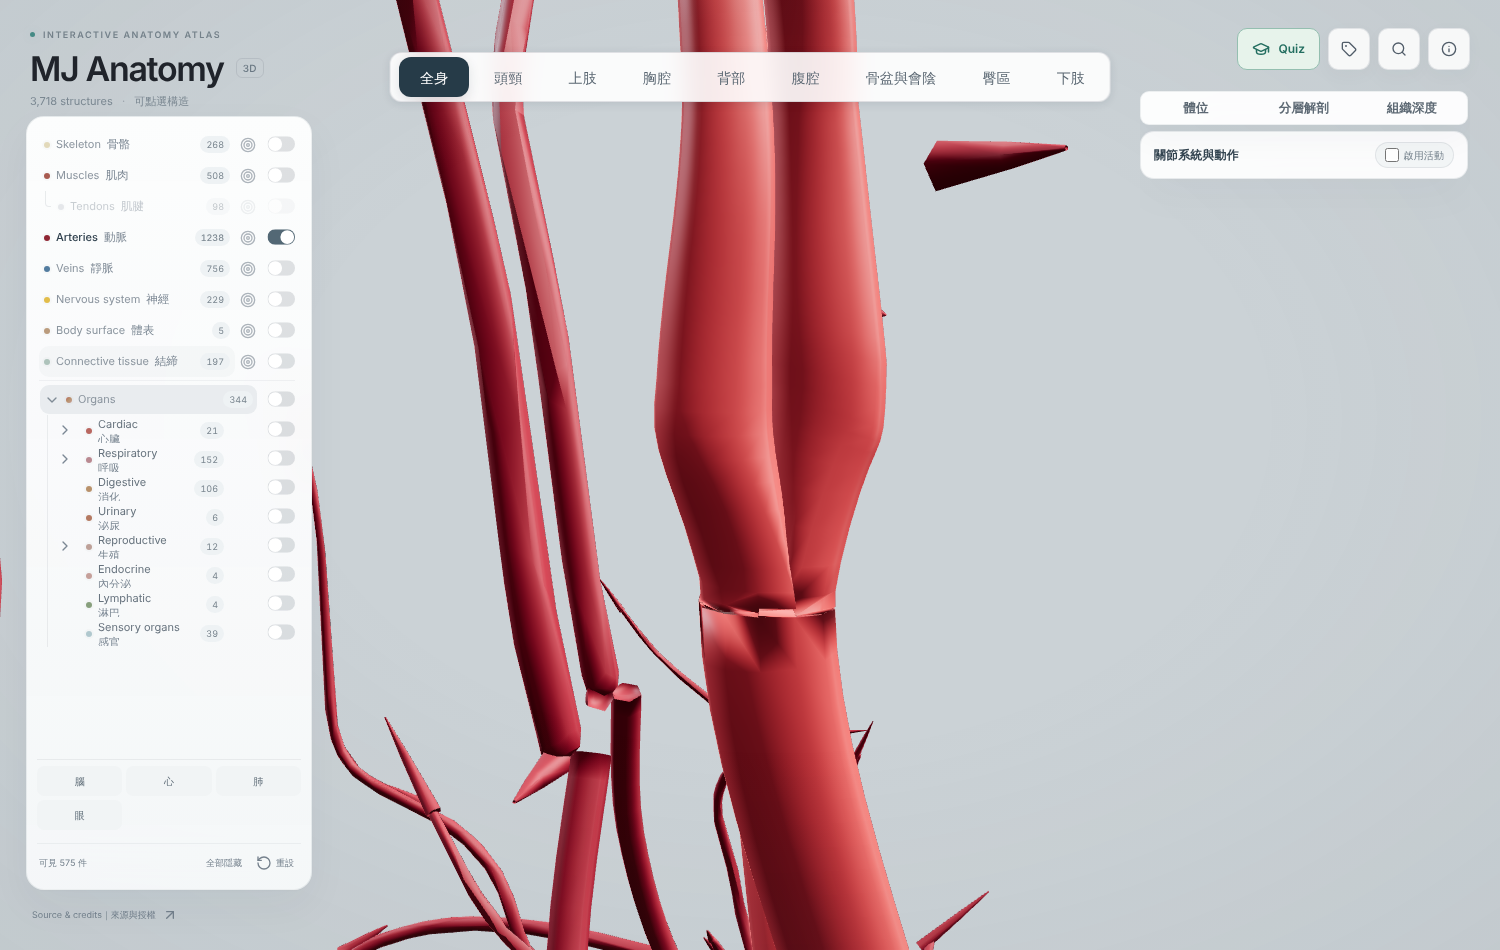 INTERACTIVE ANATOMY ATLAS
MJ Anatomy 3D
3,718 structures · 可點選構造
全身 頭頸 上肢 胸腔 背部 腹腔 骨盆與會陰 臀區 下肢
Quiz
體位 分層解剖 組織深度
關節系統與動作 啟用活動
Skeleton 骨骼 268
Muscles 肌肉 508
Tendons 肌腱 98
Arteries 動脈 1238
Veins 靜脈 756
Nervous system 神經 229
Body surface 體表 5
Connective tissue 結締 197
Organs 344
Cardiac 21
心臟
Respiratory 152
呼吸
Digestive 106
消化
Urinary 6
泌尿
Reproductive 12
生殖
Endocrine 4
內分泌
Lymphatic 4
淋巴
Sensory organs 39
感官
腦 心 肺
眼
可見 575 件 全部隱藏 重設
Source & credits | 來源與授權